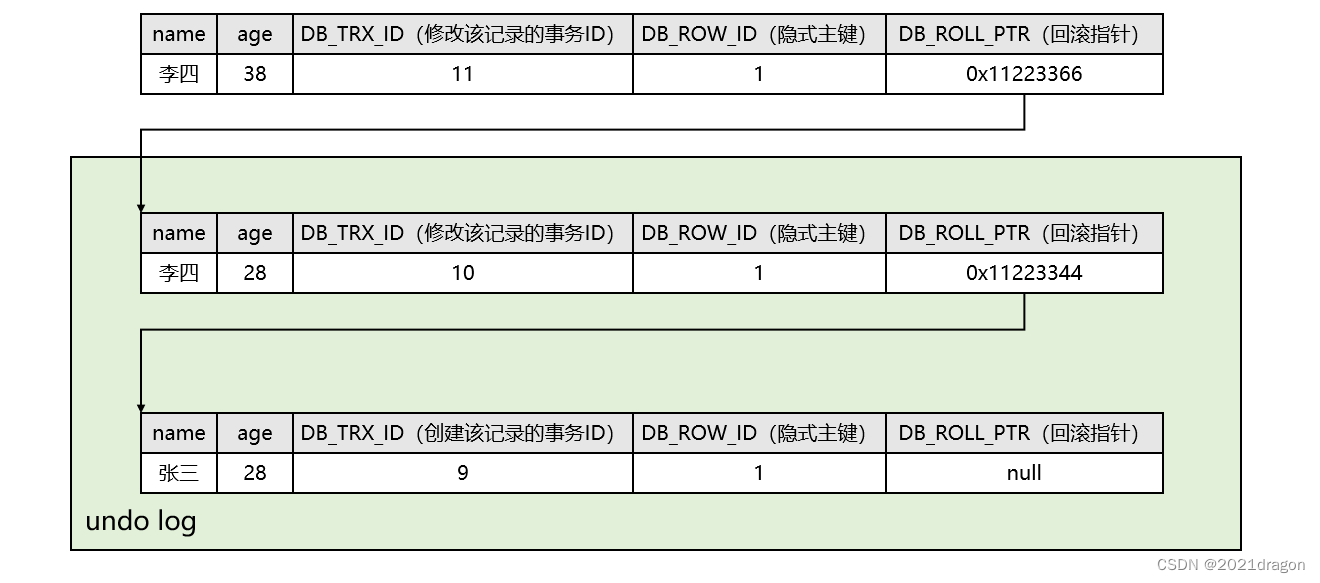 name age DB_TRX_ID（修改该记录的事务ID） DB_ROW_ID（隐式主键） DB_ROLL_PTR（回滚指针）
李四 38 11 1 0x11223366
name age DB_TRX_ID（修改该记录的事务ID） DB_ROW_ID（隐式主键） DB_ROLL_PTR（回滚指针）
李四 28 10 1 0x11223344
name age DB_TRX_ID（创建该记录的事务ID） DB_ROW_ID（隐式主键） DB_ROLL_PTR（回滚指针）
张三 28 9 1 null
undo log
CSDN @2021dragon